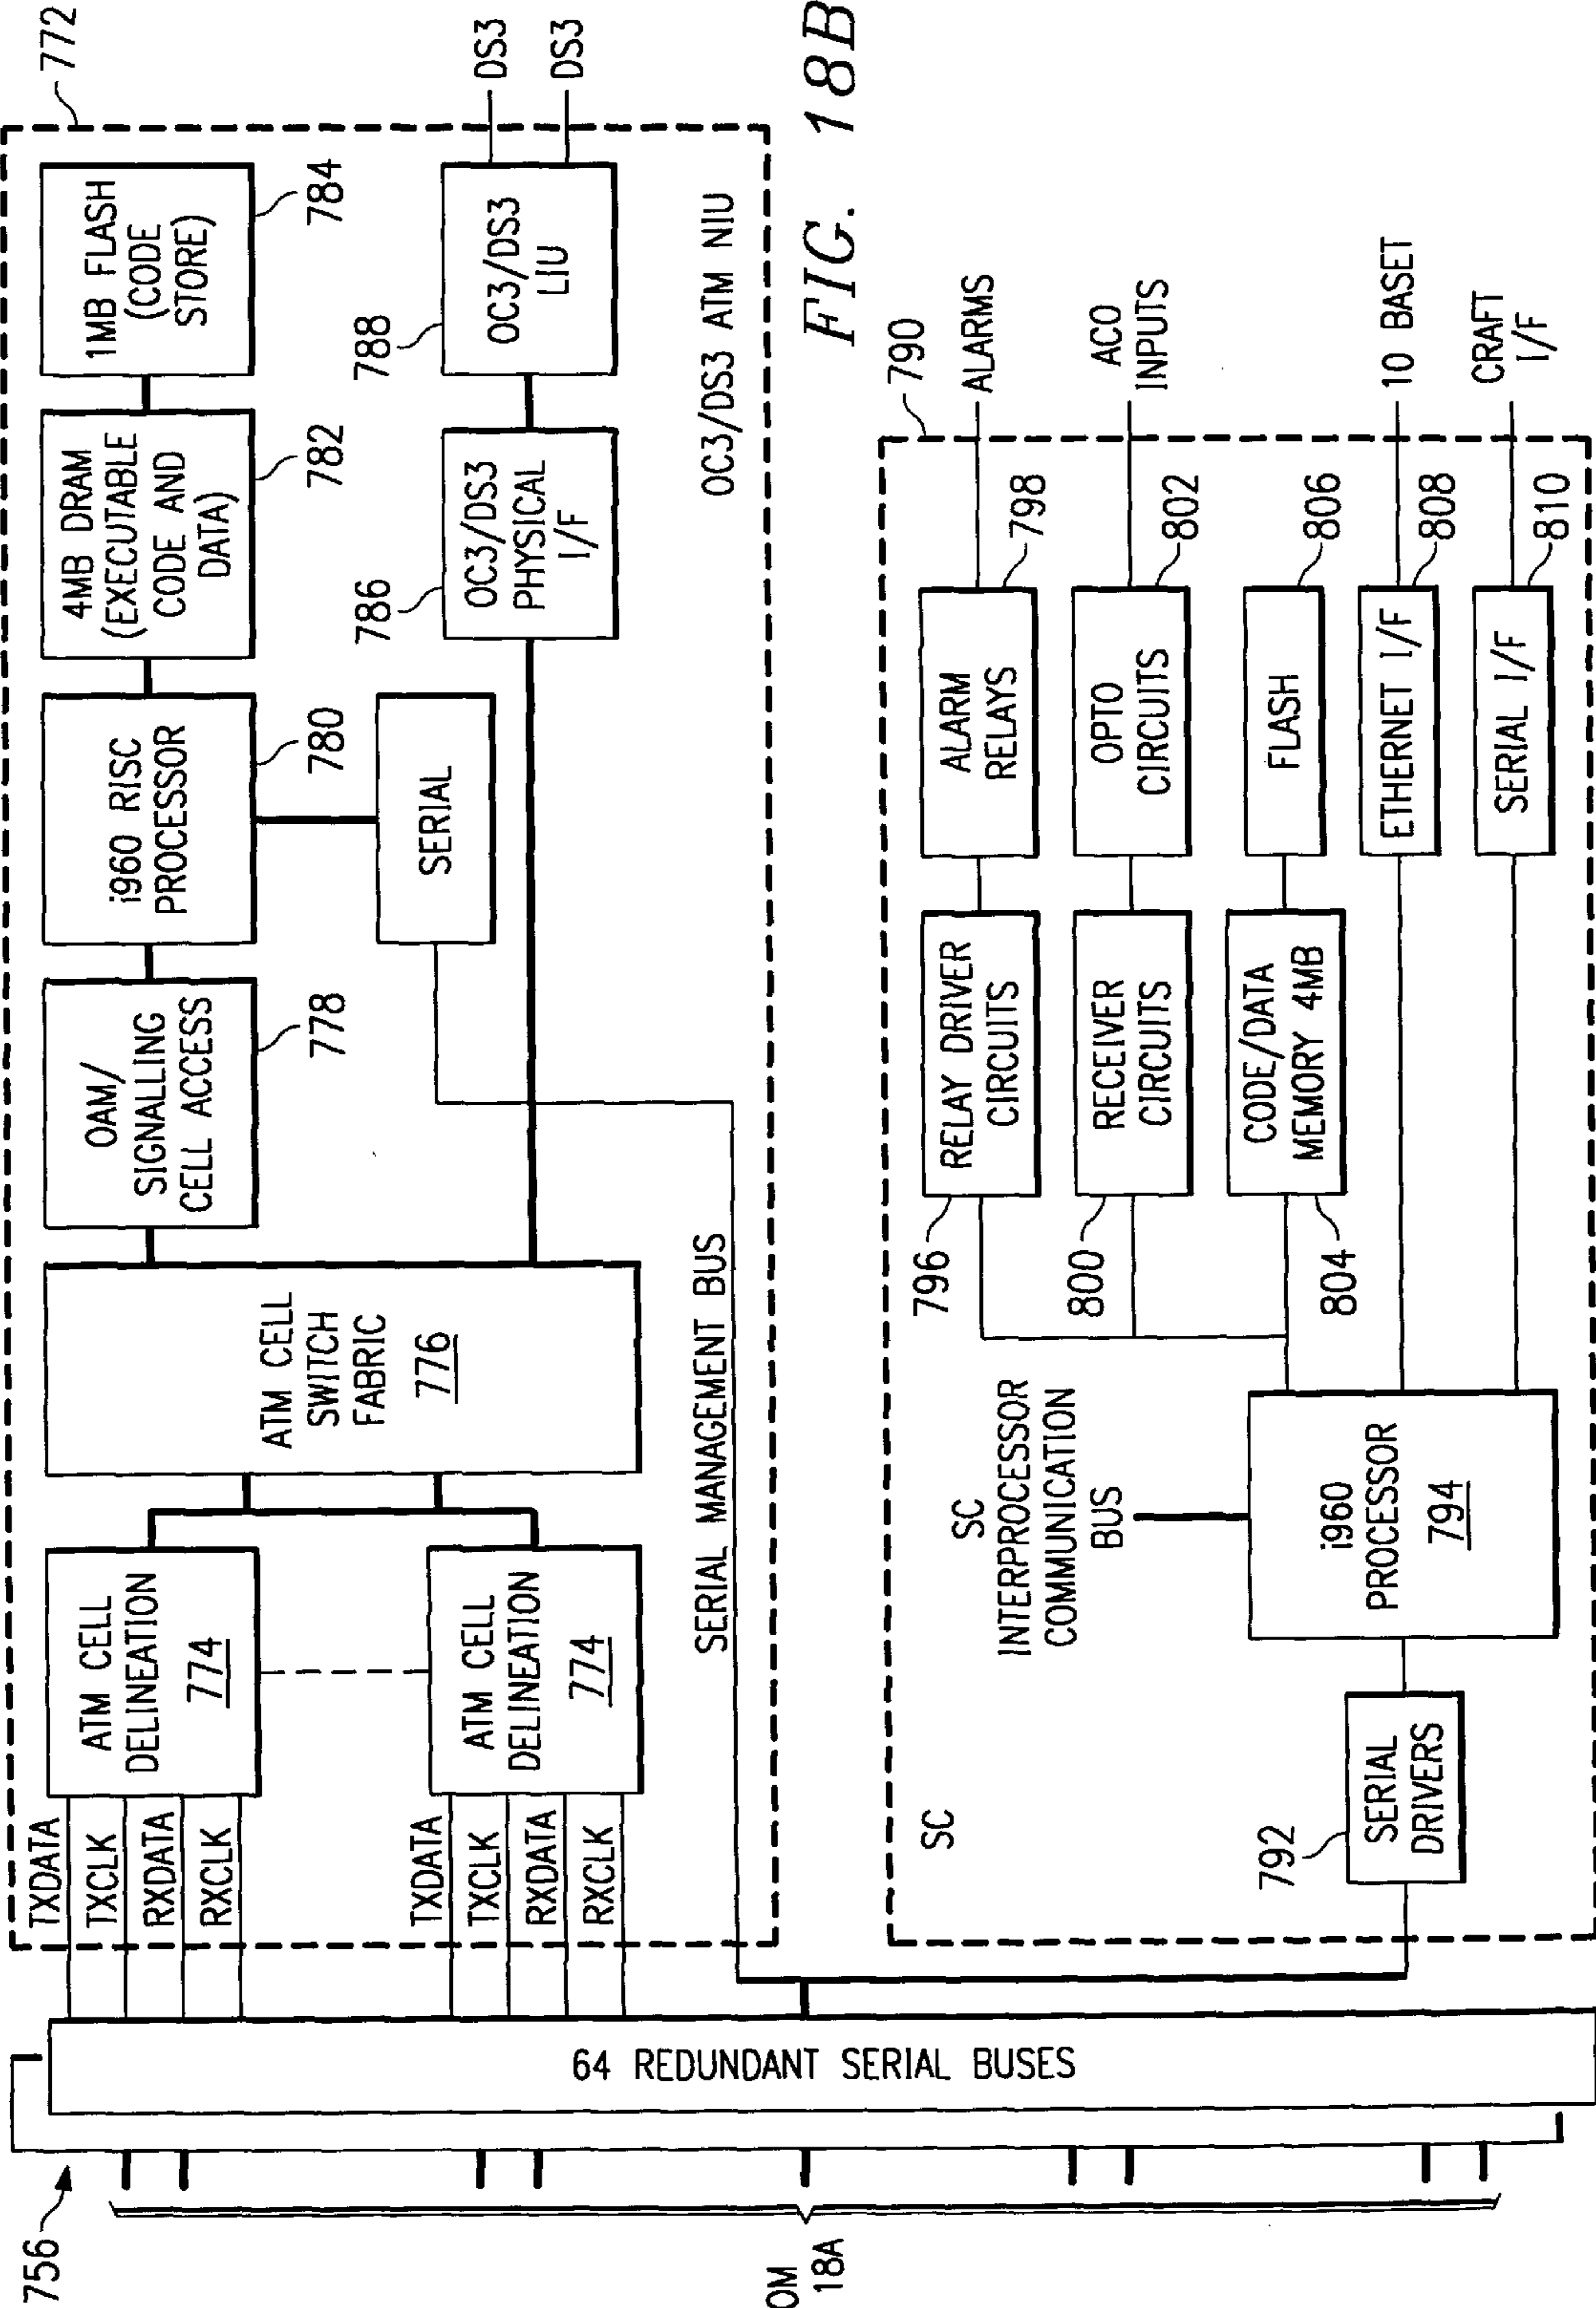 756
OM
18A
64 REDUNDANT SERIAL BUSES
772
TXDATA
TXCLK
RXDATA
RXCLK
ATM CELL
DELINEATION
774
TXDATA
TXCLK
RXDATA
RXCLK
ATM CELL
DELINEATION
774
ATM CELL
SWITCH
FABRIC
776
OAM/
SIGNALLING
CELL ACCESS
778
i960 RISC
PROCESSOR
780
4MB DRAM
(EXECUTABLE
CODE AND
DATA)
782
1MB FLASH
(CODE
STORE)
784
SERIAL
786
OC3/DS3
PHYSICAL
I/F
788
OC3/DS3
LIU
DS3
DS3
SERIAL MANAGEMENT BUS
OC3/DS3 ATM NIU
FIG. 18B
790
SC
SC
INTERPROCESSOR
COMMUNICATION
BUS
792
SERIAL
DRIVERS
i960
PROCESSOR
794
796
RELAY DRIVER
CIRCUITS
ALARM
RELAYS
798
ALARMS
800
RECEIVER
CIRCUITS
OPTO
CIRCUITS
802
ACO
INPUTS
804
CODE/DATA
MEMORY 4MB
FLASH
806
ETHERNET I/F
808
10 BASET
SERIAL I/F
810
CRAFT
I/F